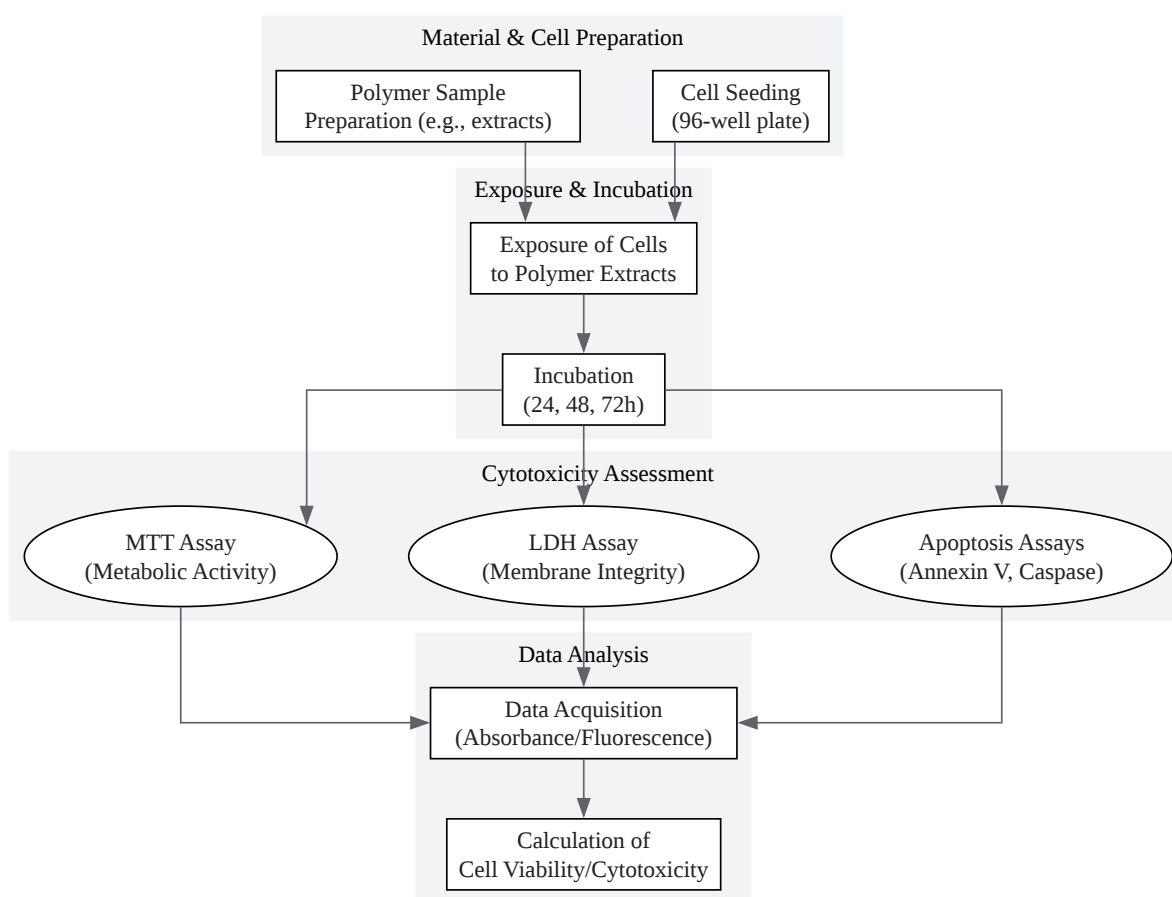 Material & Cell Preparation
Polymer Sample
Preparation (e.g., extracts)
Cell Seeding
(96-well plate)
Exposure & Incubation
Exposure of Cells
to Polymer Extracts
Incubation
(24, 48, 72h)
Cytotoxicity Assessment
MTT Assay
(Metabolic Activity)
LDH Assay
(Membrane Integrity)
Apoptosis Assays
(Annexin V, Caspase)
Data Analysis
Data Acquisition
(Absorbance/Fluorescence)
Calculation of
Cell Viability/Cytotoxicity